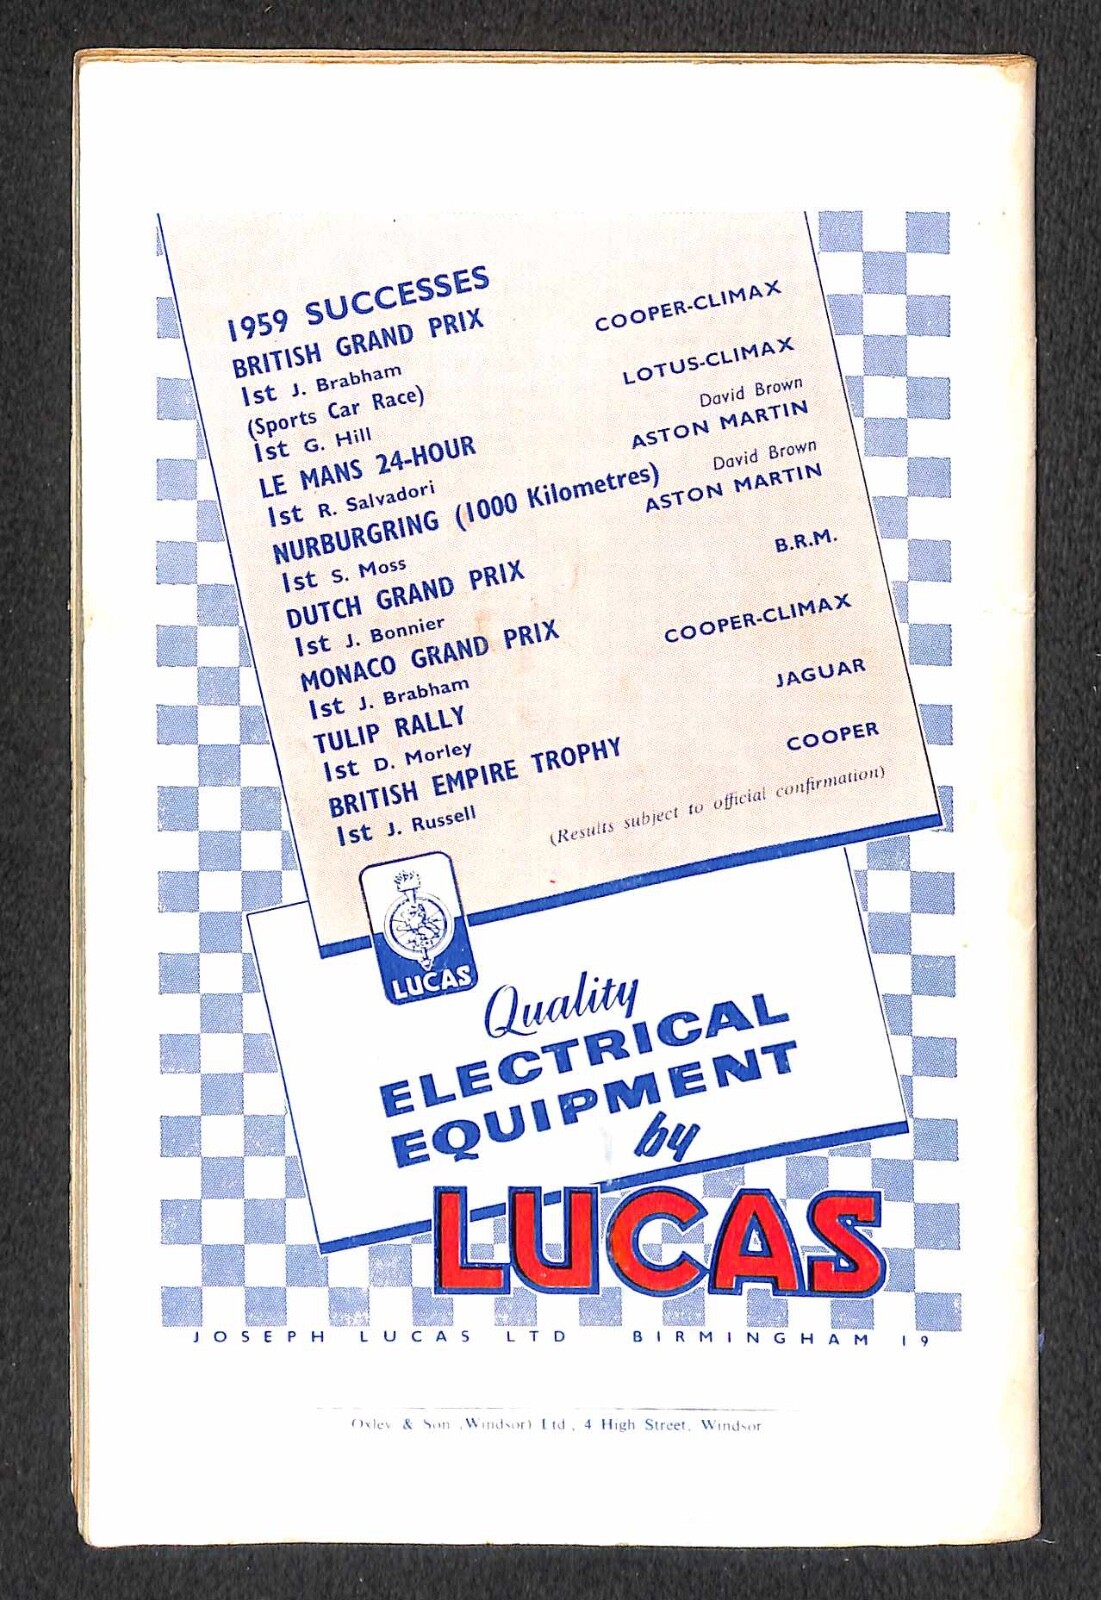 1959 SUCCESSES
BRITISH GRAND PRIX
1st J. Brabham COOPER-CLIMAX
(Sports Car Race)
1st G. Hill LOTUS-CLIMAX
LE MANS 24-HOUR David Brown
1st R. Salvadori ASTON MARTIN
NURBURGRING (1000 Kilometres) David Brown
1st S. Moss ASTON MARTIN
DUTCH GRAND PRIX
1st J. Bonnier B.R.M.
MONACO GRAND PRIX
1st J. Brabham COOPER-CLIMAX
TULIP RALLY
1st D. Morley JAGUAR
BRITISH EMPIRE TROPHY
1st J. Russell COOPER
(Results subject to official confirmation)
LUCAS
Quality
ELECTRICAL
EQUIPMENT
by
LUCAS
JOSEPH LUCAS LTD BIRMINGHAM 19
Oxley & Son (Windsor) Ltd., 4 High Street, Windsor